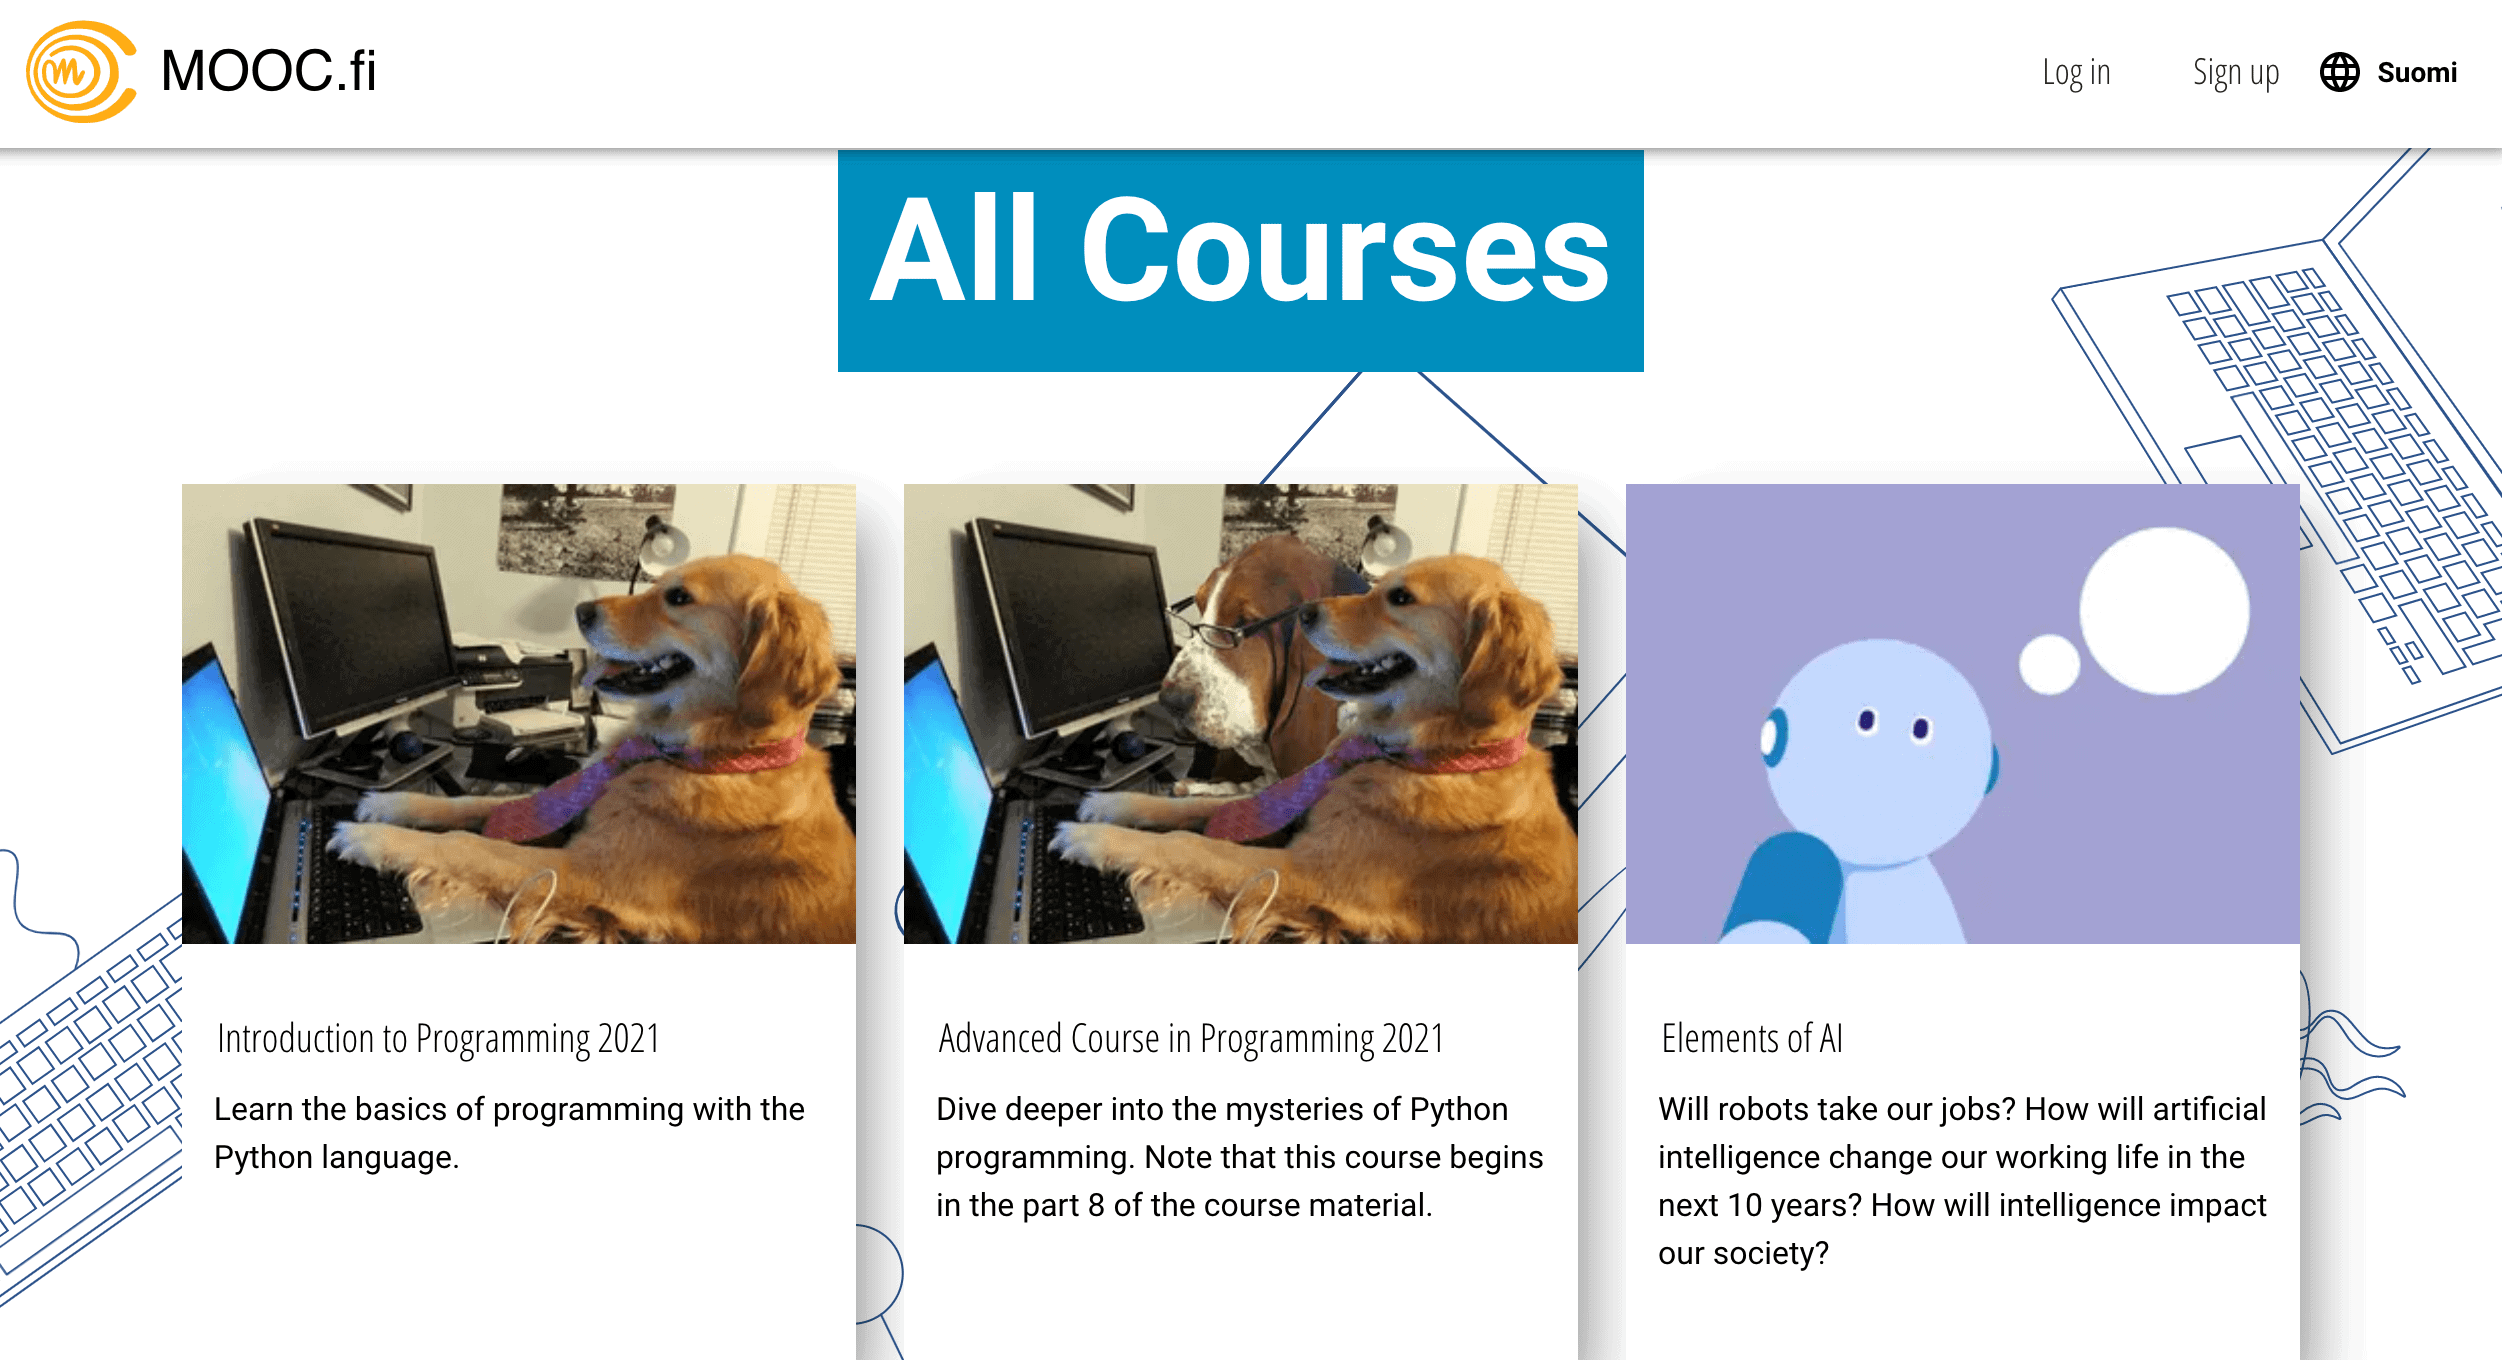 MOOC.fi
Log in
Sign up
Suomi
All Courses
Introduction to Programming 2021
Learn the basics of programming with the
Python language.
Advanced Course in Programming 2021
Dive deeper into the mysteries of Python
programming. Note that this course begins
in the part 8 of the course material.
Elements of AI
Will robots take our jobs? How will artificial
intelligence change our working life in the
next 10 years? How will intelligence impact
our society?